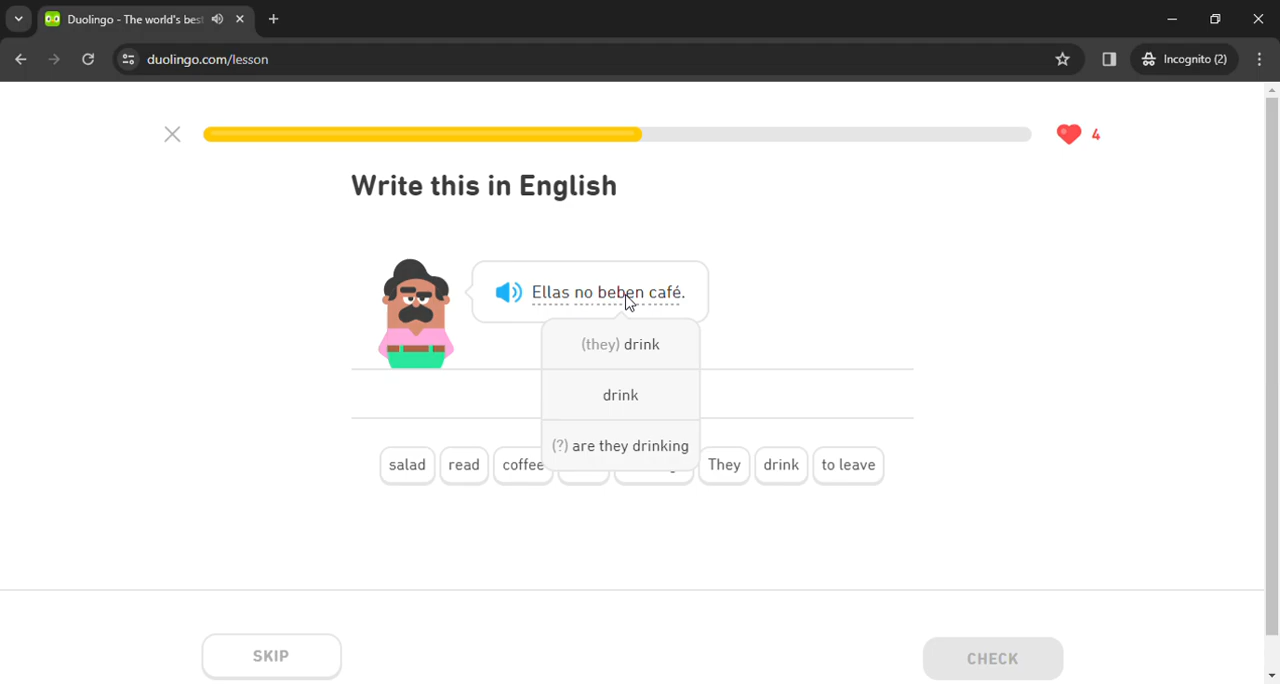 Duolingo - The world's best
duolingo.com/lesson
Incognito (2)
4
Write this in English
Ellas no beben café.
(they) drink
drink
(?) are they drinking
salad read coffee They drink to leave
SKIP
CHECK